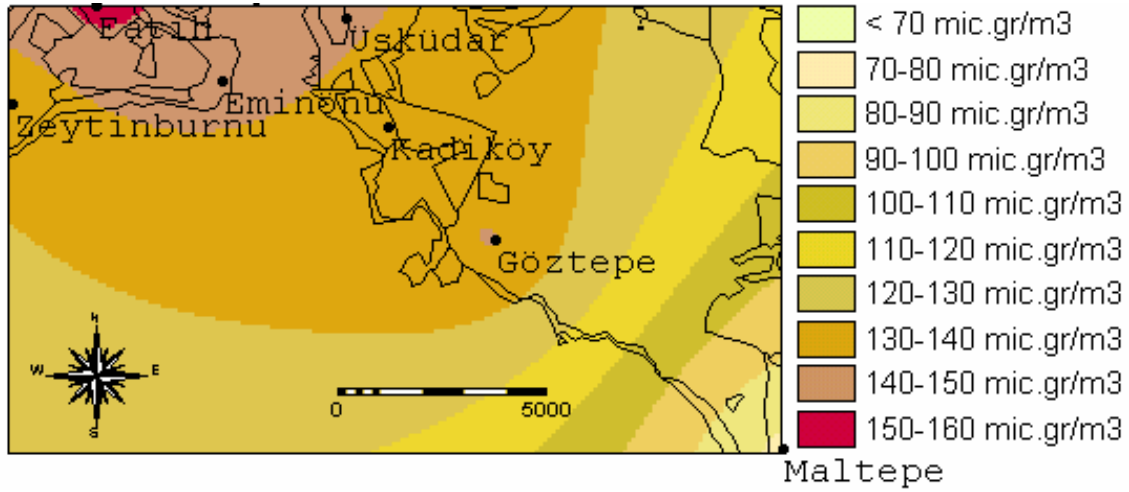 Fatih
Üsküdar
Eminönü
Zeytinburnu
Kadiköy
Göztepe
N
W E
S
0 5000
Maltepe
< 70 mic.gr/m3
70-80 mic.gr/m3
80-90 mic.gr/m3
90-100 mic.gr/m3
100-110 mic.gr/m3
110-120 mic.gr/m3
120-130 mic.gr/m3
130-140 mic.gr/m3
140-150 mic.gr/m3
150-160 mic.gr/m3